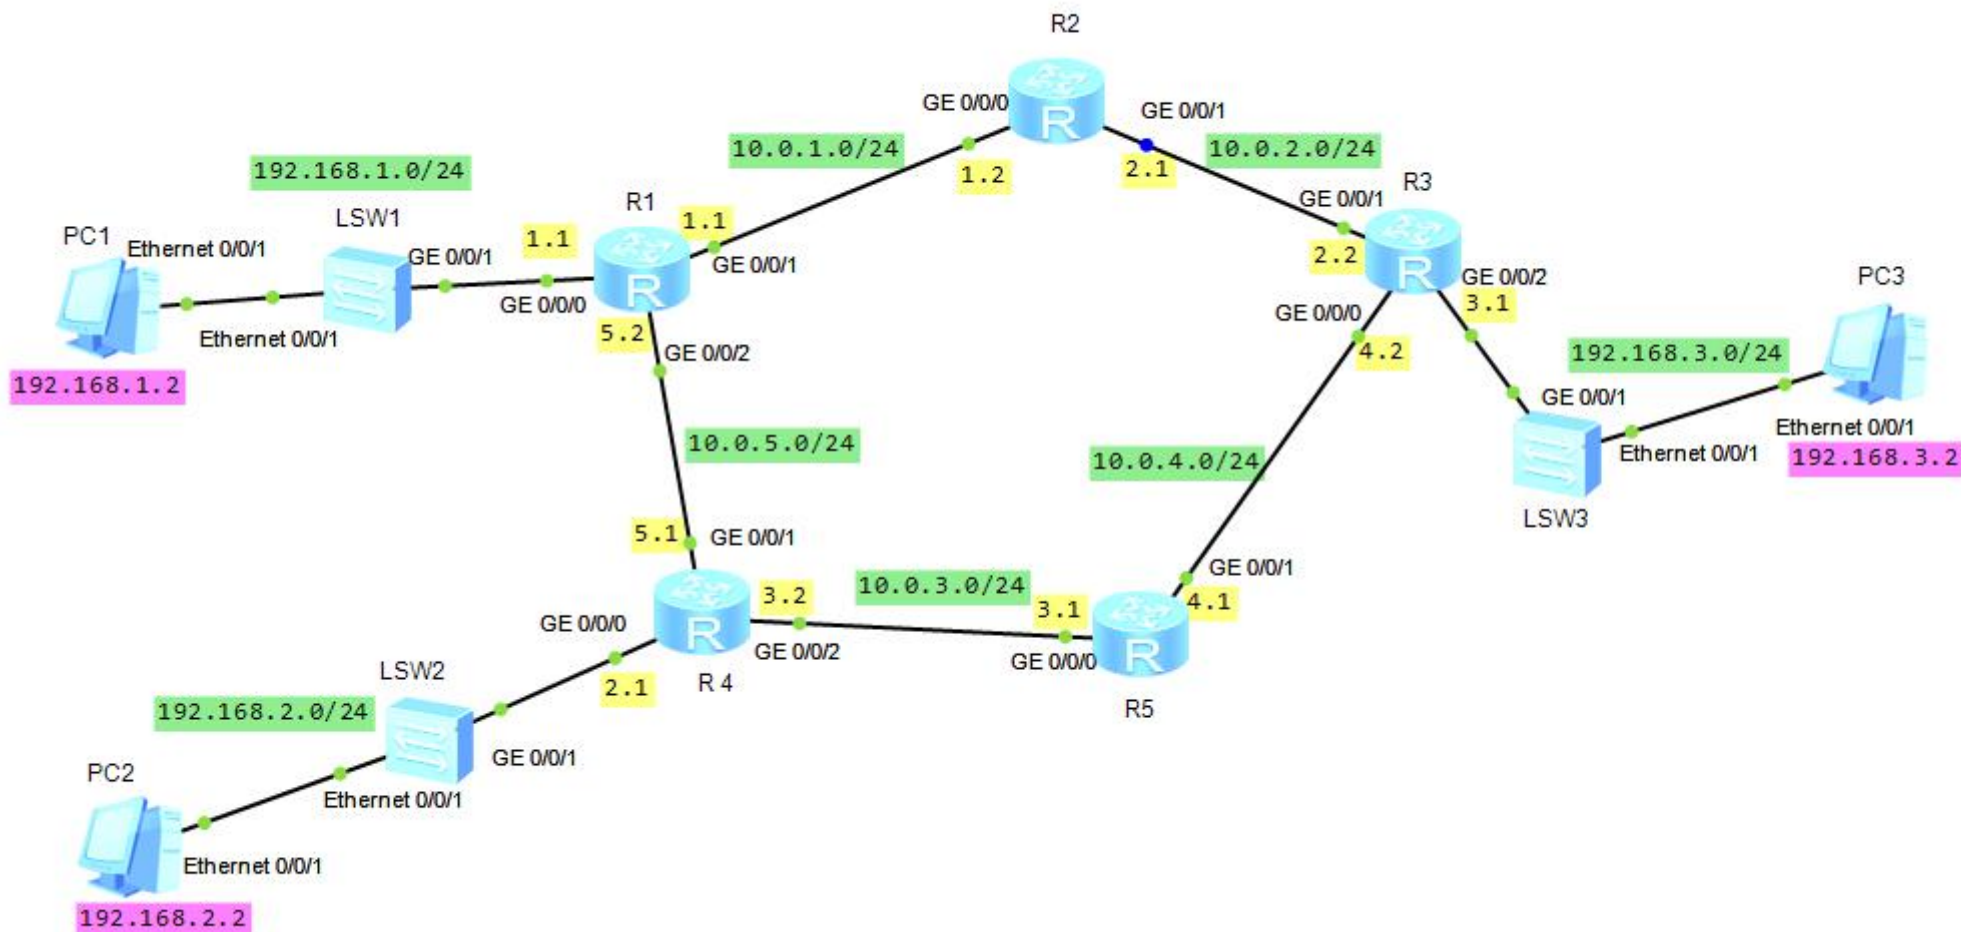 R2
GE 0/0/0
GE 0/0/1
10.0.1.0/24
10.0.2.0/24
1.2
2.1
192.168.1.0/24
R1
R3
GE 0/0/1
LSW1
1.1
1.1
PC1
Ethernet 0/0/1
GE 0/0/1
GE 0/0/1
2.2
GE 0/0/2
PC3
GE 0/0/0
3.1
R
R
R
Ethernet 0/0/1
5.2
GE 0/0/2
GE 0/0/0
4.2
192.168.3.0/24
192.168.1.2
GE 0/0/1
10.0.5.0/24
10.0.4.0/24
Ethernet 0/0/1
Ethernet 0/0/1
192.168.3.2
LSW3
5.1
GE 0/0/1
GE 0/0/1
3.2
10.0.3.0/24
3.1
4.1
GE 0/0/0
R
GE 0/0/2
GE 0/0/0
R
LSW2
2.1
R 4
R5
192.168.2.0/24
GE 0/0/1
PC2
Ethernet 0/0/1
Ethernet 0/0/1
192.168.2.2